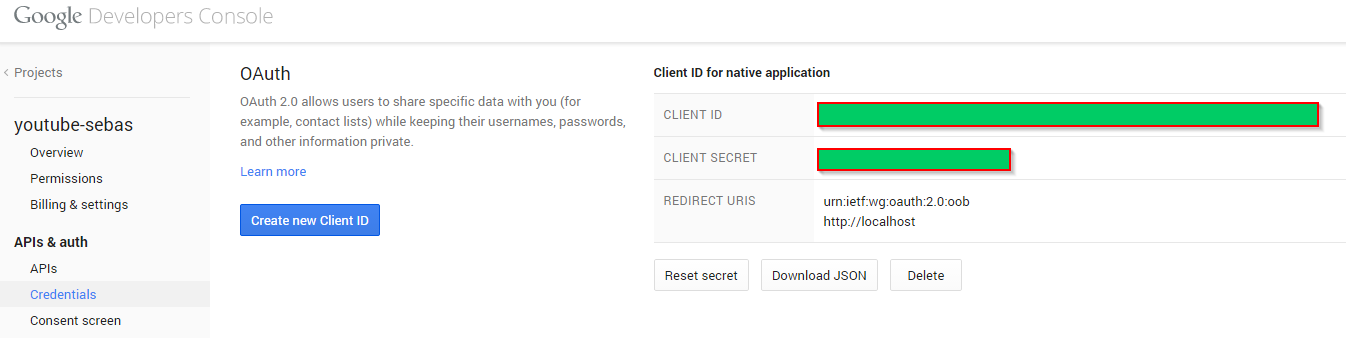 Google Developers Console
< Projects
youtube-sebas
Overview
Permissions
Billing & settings
APIs & auth
APIs
Credentials
Consent screen
OAuth
OAuth 2.0 allows users to share specific data with you (for
example, contact lists) while keeping their usernames, passwords,
and other information private.
Learn more
Create new Client ID
Client ID for native application
CLIENT ID
CLIENT SECRET
REDIRECT URIS
urn:ietf:wg:oauth:2.0:oob
http://localhost
Reset secret
Download JSON
Delete